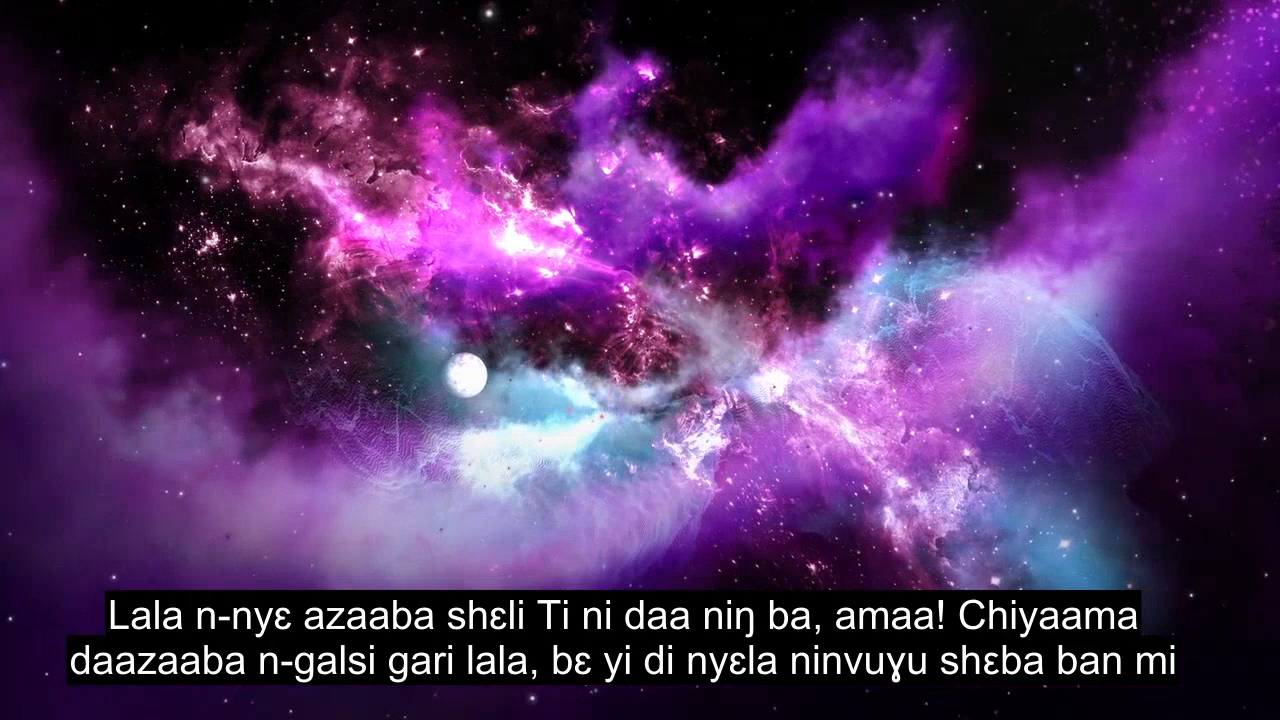 Lala n-nyɛ azaaba shɛli Ti ni daa niŋ ba, amaa! Chiyaama
daazaaba n-galsi gari lala, bɛ yi di nyɛla ninvuɣu shɛba ban mi